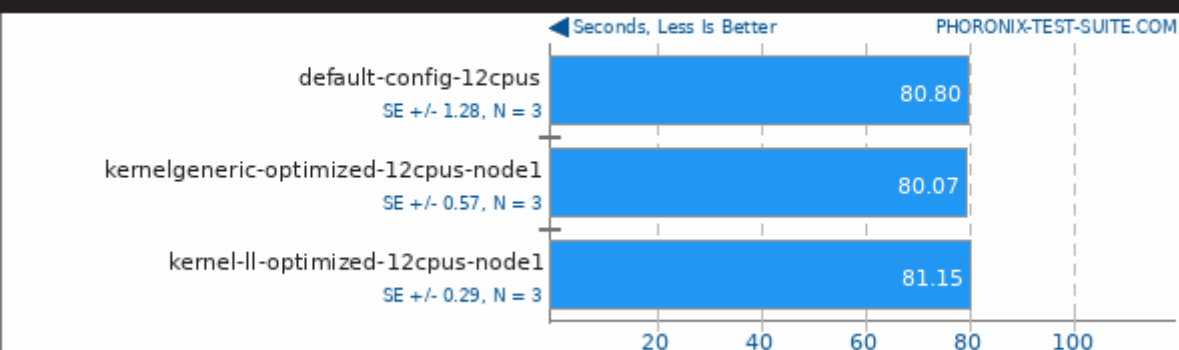 Seconds, Less Is Better PHORONIX-TEST-SUITE.COM
default-config-12cpus
SE +/- 1.28, N = 3
80.80
kernelgeneric-optimized-12cpus-node1
SE +/- 0.57, N = 3
80.07
kernel-ll-optimized-12cpus-node1
SE +/- 0.29, N = 3
81.15
20 40 60 80 100